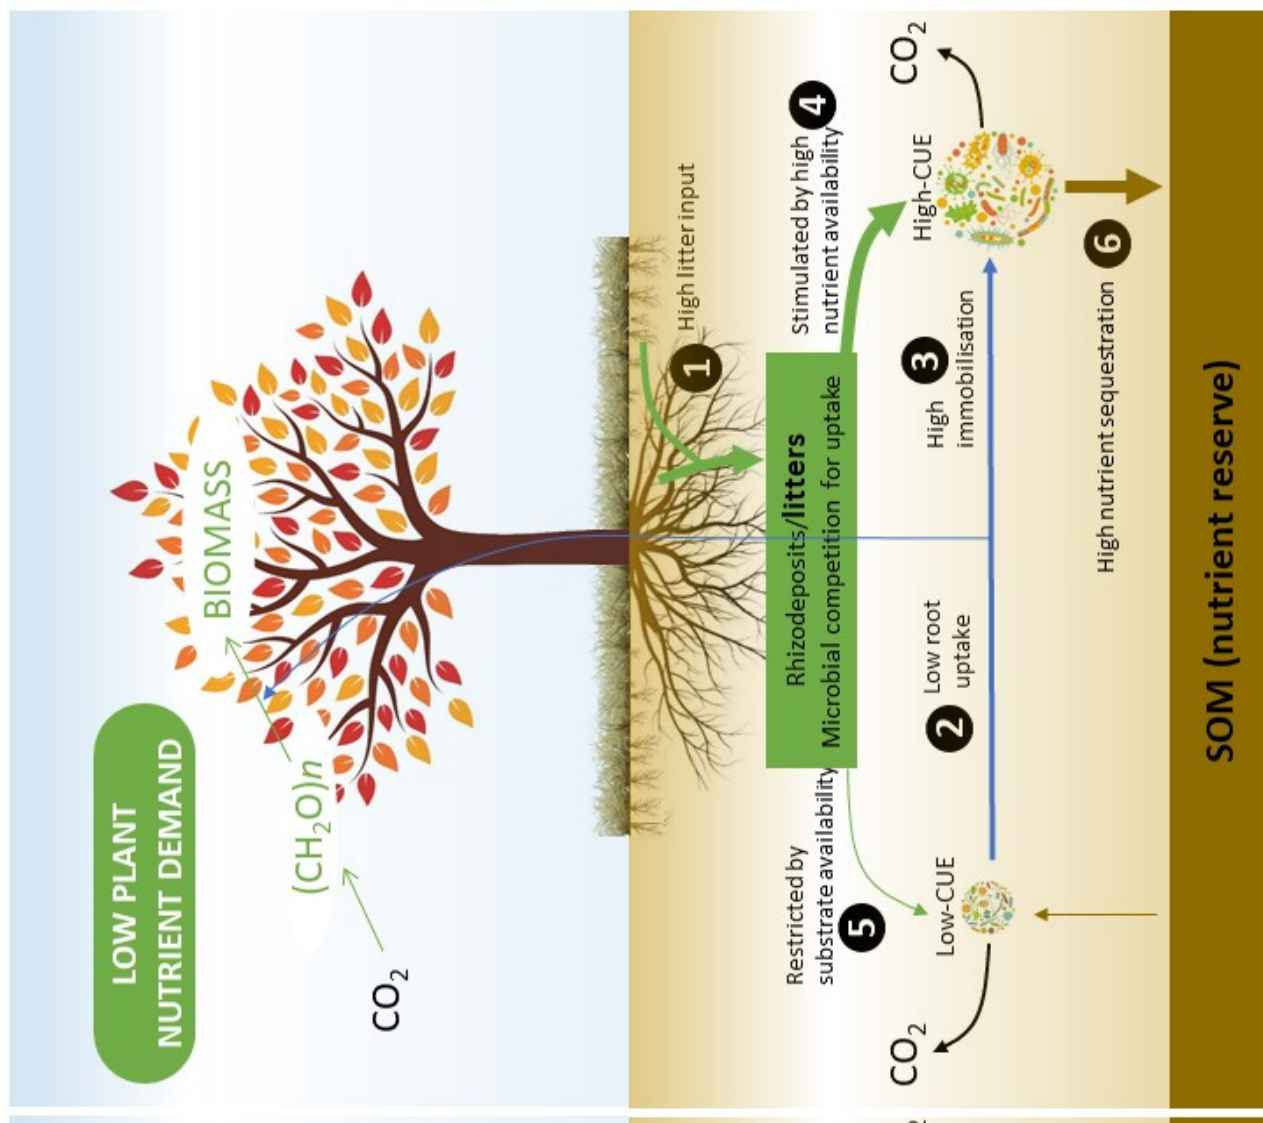 LOW PLANT
NUTRIENT DEMAND
BIOMASS
(CH₂O)n
CO₂
1
High litter input
Rhizodeposits/litters
Microbial competition for uptake
Stimulated by high
nutrient availability
4
Restricted by
substrate availability
5
CO₂
Low-CUE
2
Low root
uptake
3
High
immobilisation
High-CUE
CO₂
High nutrient sequestration
6
SOM (nutrient reserve)